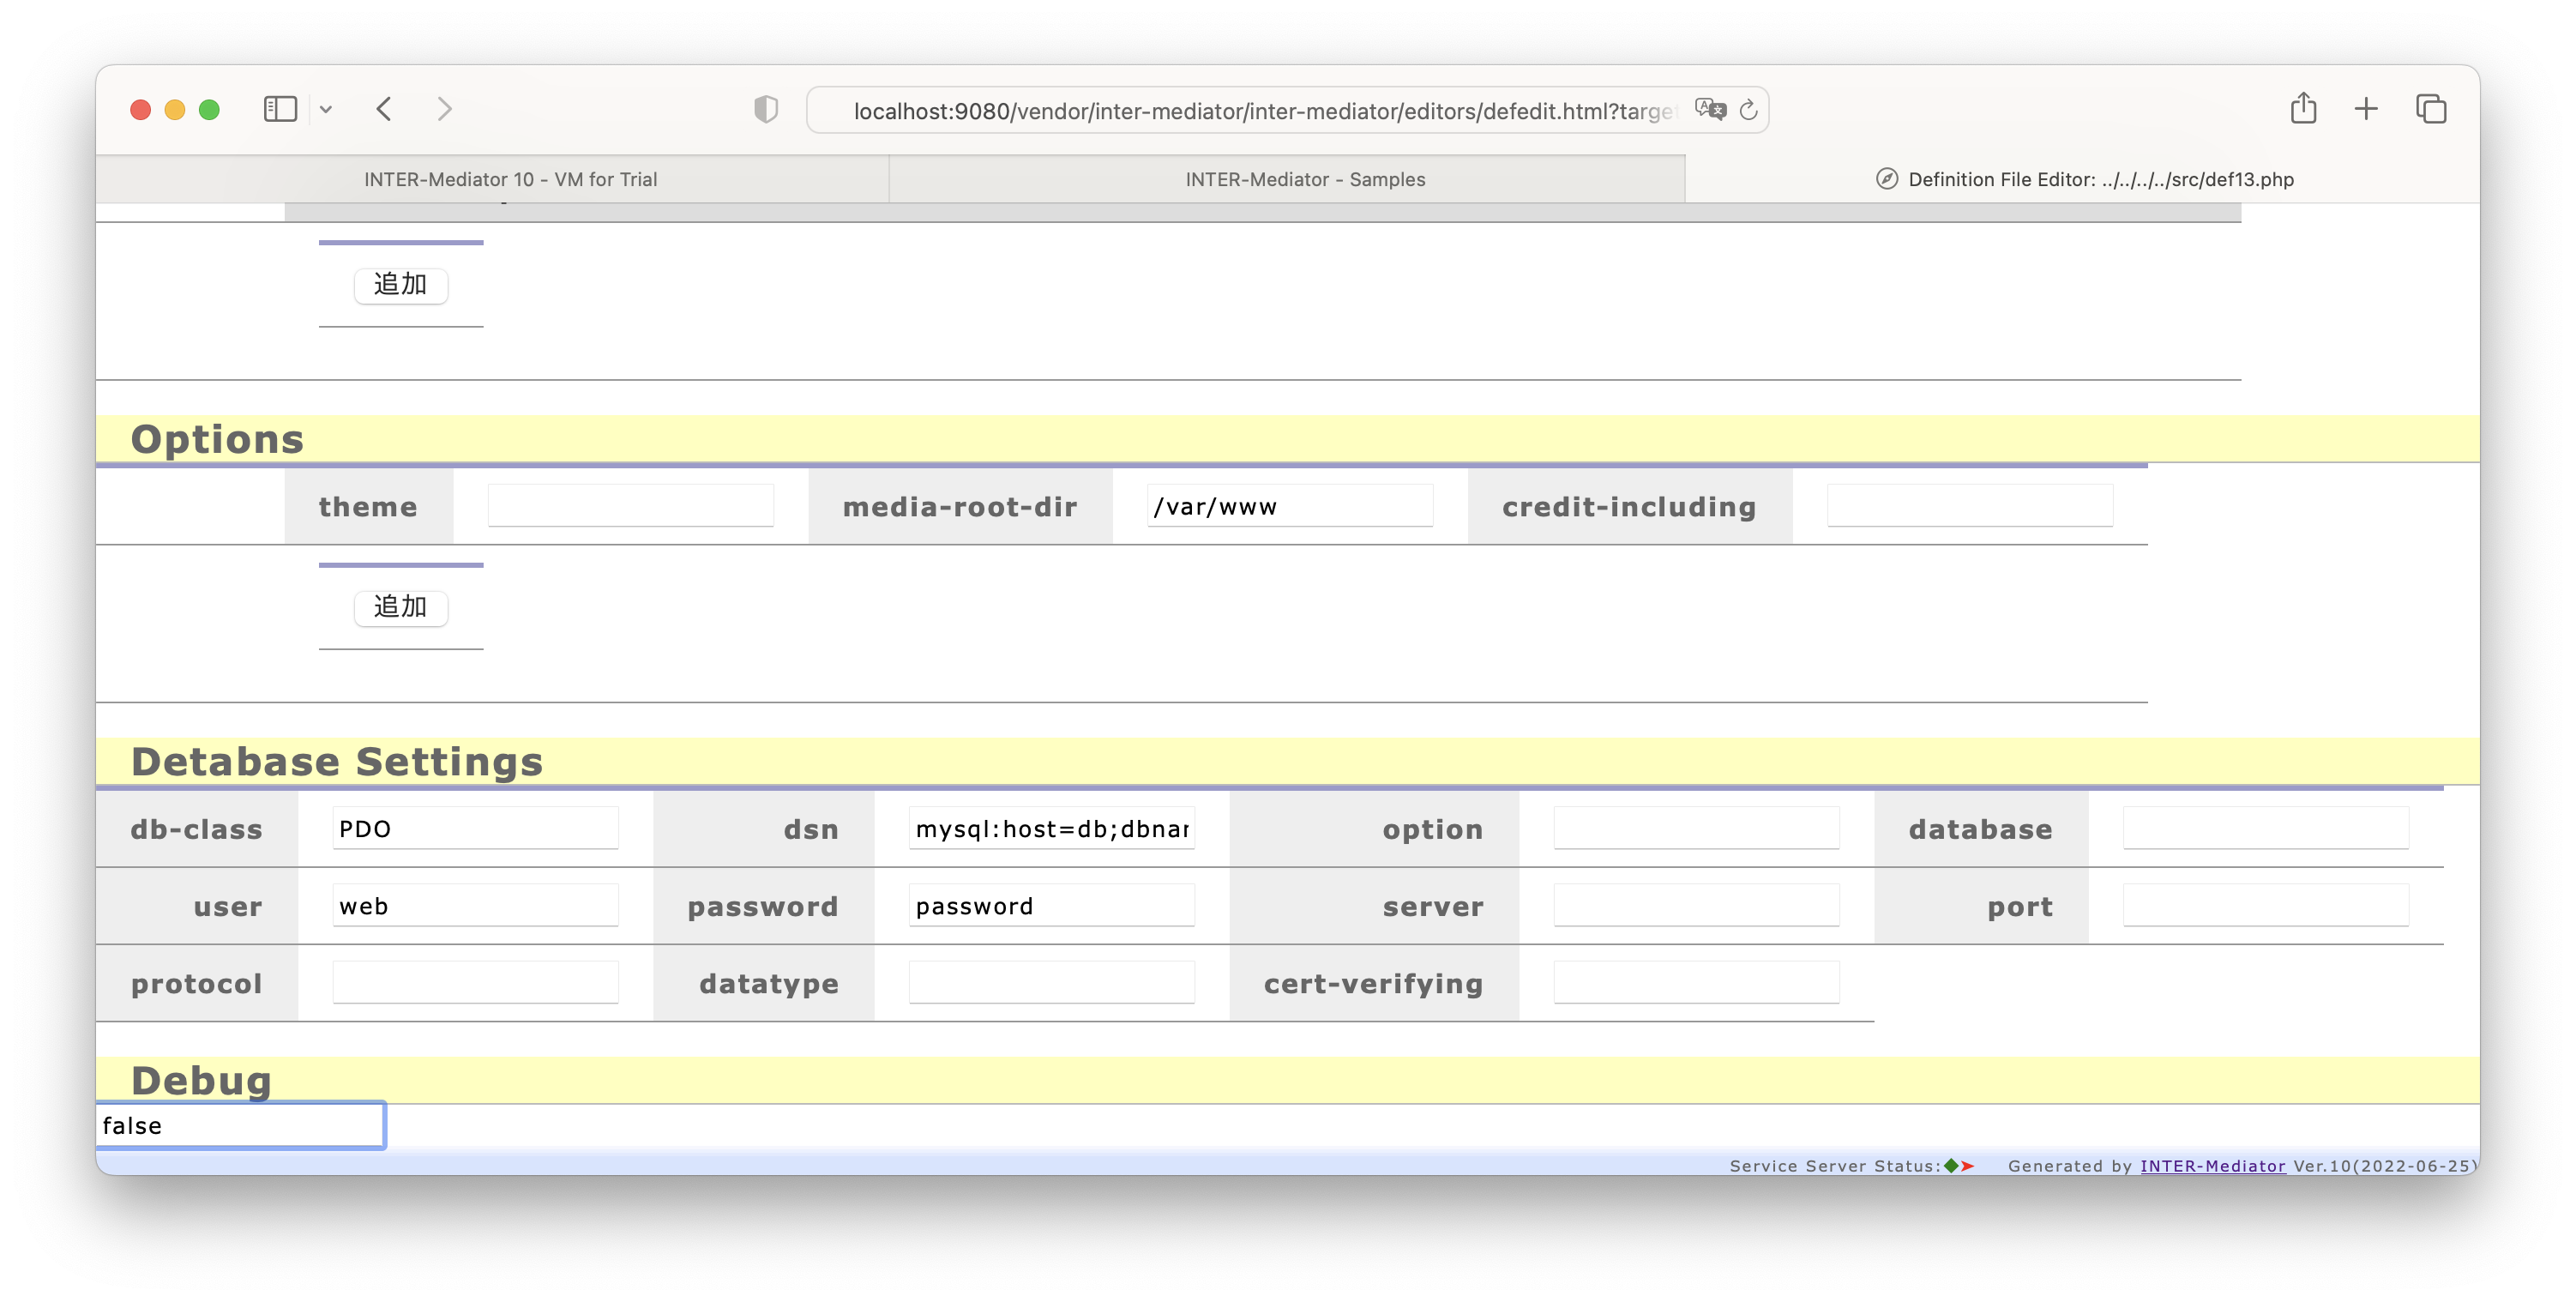 localhost:9080/vendor/inter-mediator/inter-mediator/editors/defedit.html?targe
INTER-Mediator 10 - VM for Trial
INTER-Mediator - Samples
Definition File Editor: ../../../../src/def13.php
追加
Options
theme
media-root-dir /var/www
credit-including
追加
Detabase Settings
db-class PDO dsn mysql:host=db;dbnar option database
user web password password server port
protocol datatype cert-verifying
Debug
false
Service Server Status: Generated by INTER-Mediator Ver.10(2022-06-25)